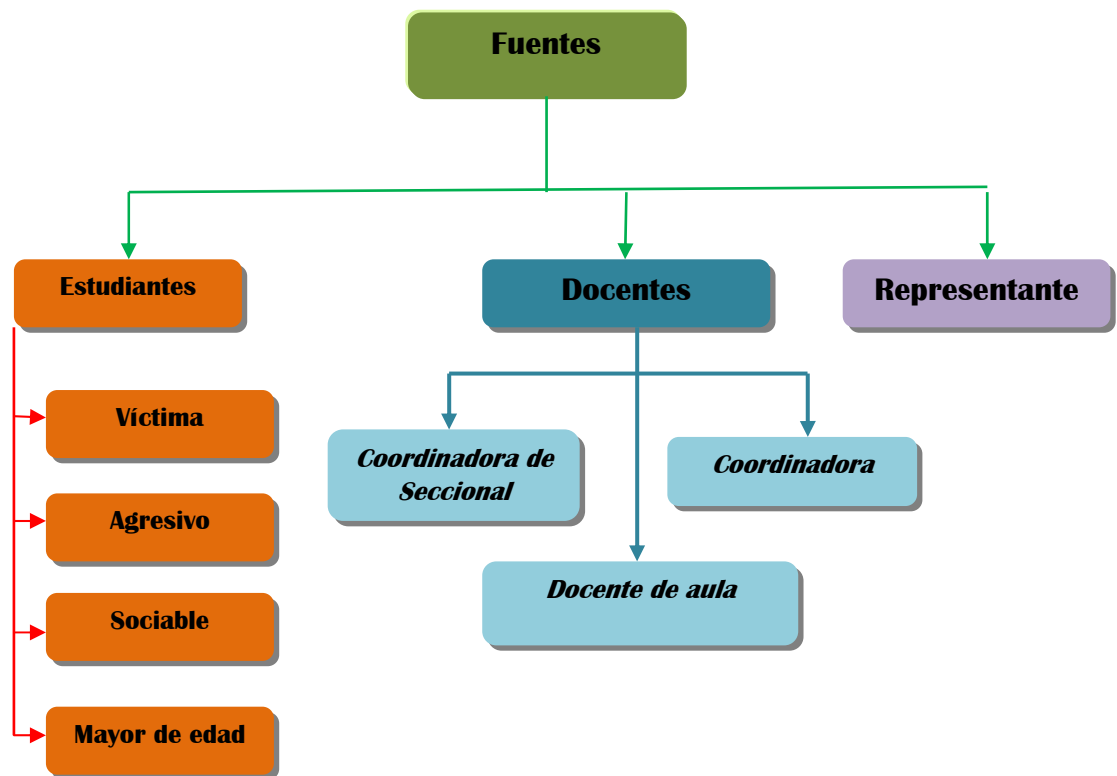 Fuentes
Estudiantes
Docentes
Representante
Víctima
Agresivo
Sociable
Mayor de edad
Coordinadora de
Seccional
Coordinadora
Docente de aula